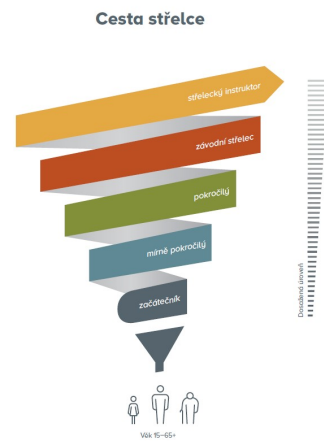 Cesta střelce
střelecký instruktor
závodní střelec
pokročilý
mírně pokročilý
začátečník
Dosažená úroveň
Věk 15–65+